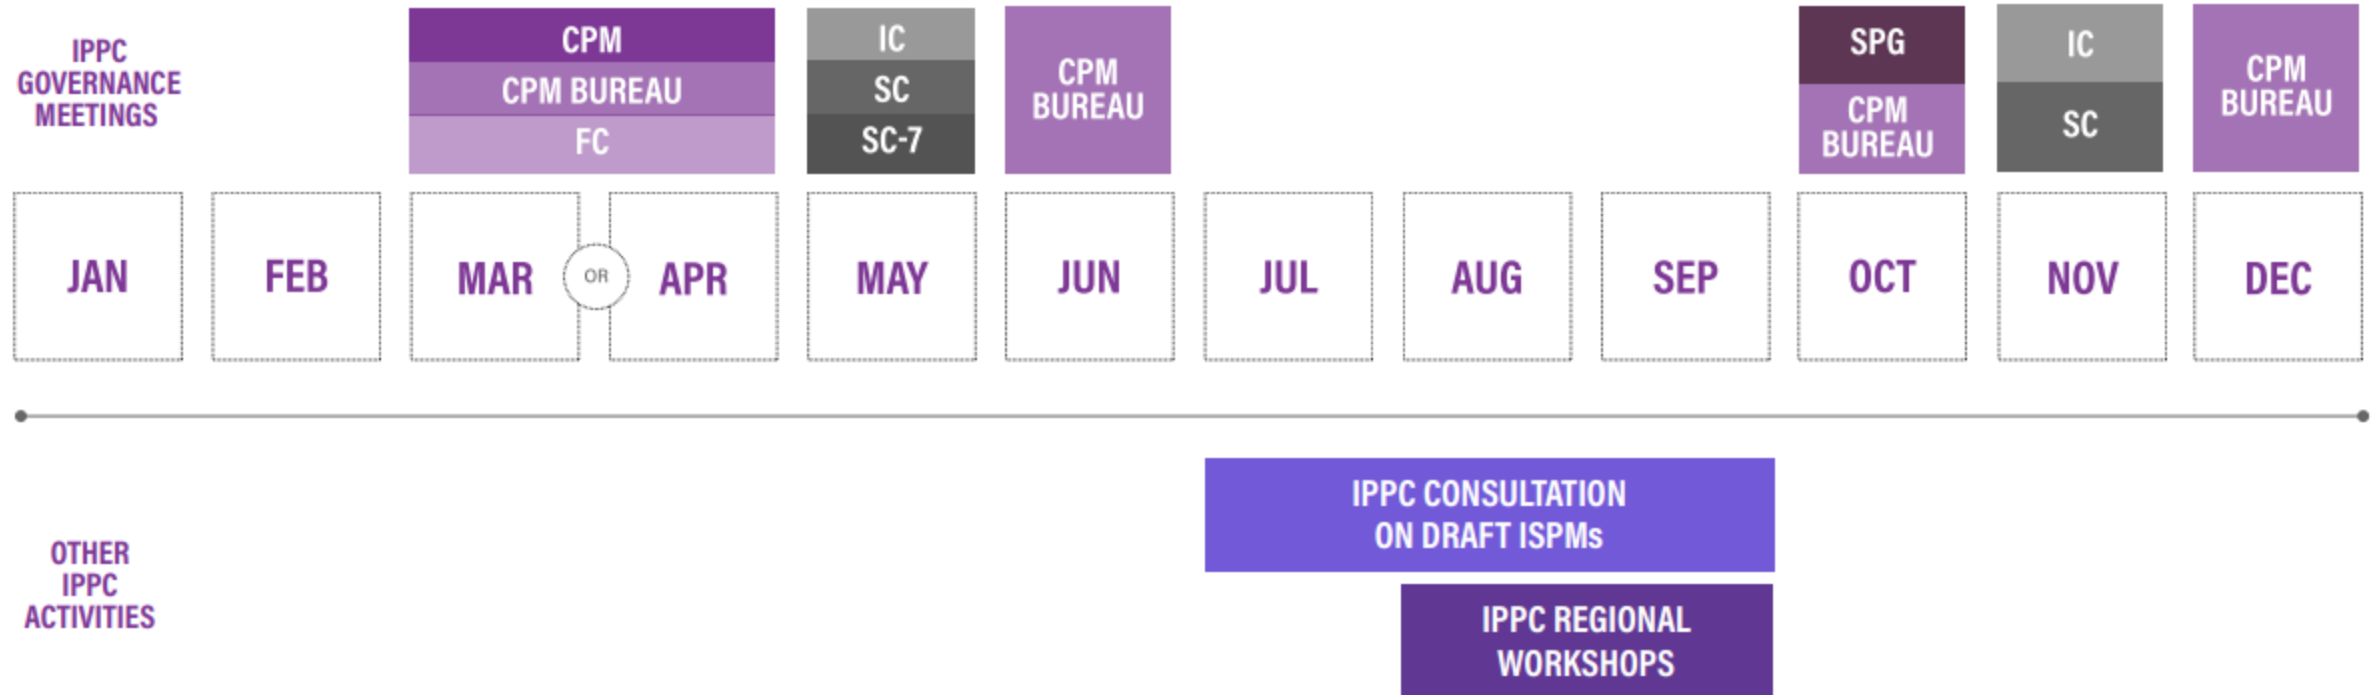 IPPC
GOVERNANCE
MEETINGS
CPM
CPM BUREAU
FC
IC
SC
SC-7
CPM
BUREAU
SPG
CPM
BUREAU
IC
SC
CPM
BUREAU
JAN
FEB
MAR
OR
APR
MAY
JUN
JUL
AUG
SEP
OCT
NOV
DEC
OTHER
IPPC
ACTIVITIES
IPPC CONSULTATION
ON DRAFT ISPMs
IPPC REGIONAL
WORKSHOPS